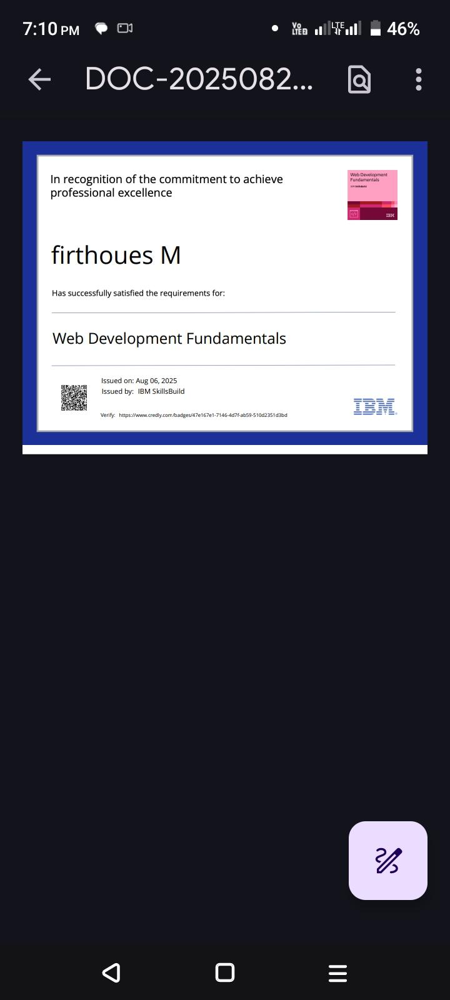 7:10 PM
Vo LTE 2 LTE 46%
DOC-2025082...
In recognition of the commitment to achieve
professional excellence
Web Development
Fundamentals
IBM SkillsBuild
</>
IBM
firthoues M
Has successfully satisfied the requirements for:
Web Development Fundamentals
Issued on: Aug 06, 2025
Issued by: IBM SkillsBuild
Verify: https://www.credly.com/badges/47e167e1-7146-4d7f-ab59-510d2351d3bd
IBM®